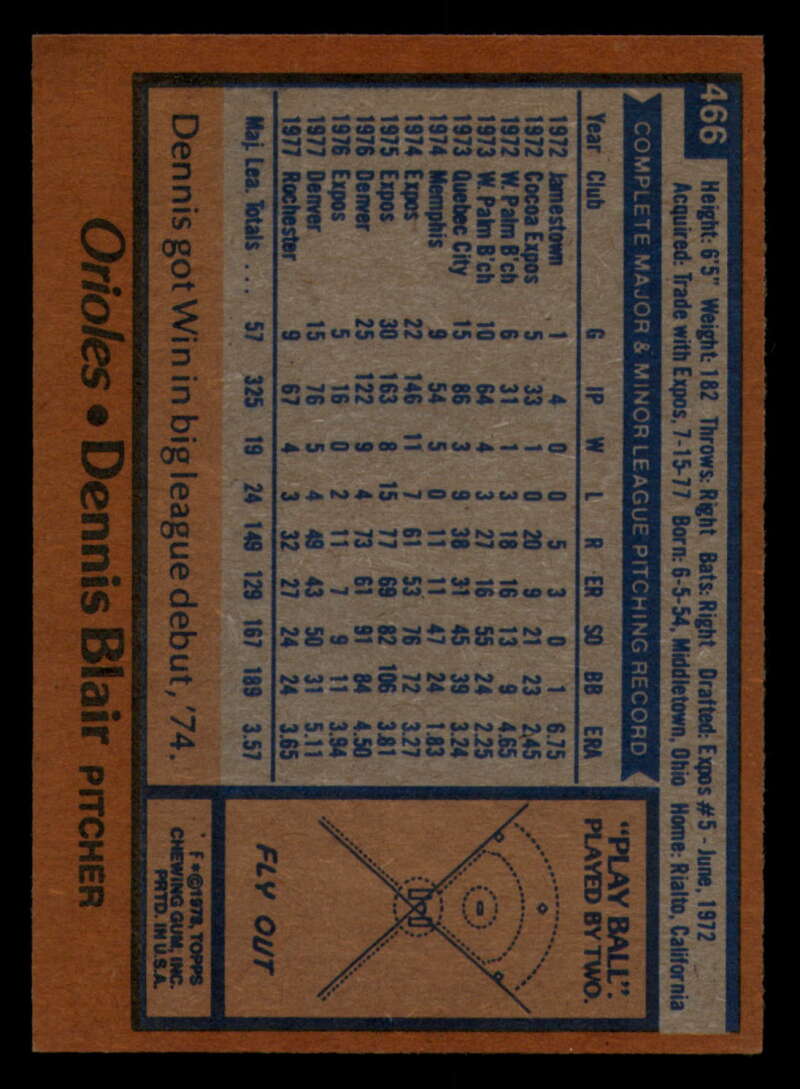 466
Height: 6'5" Weight: 182 Throws: Right Bats: Right Drafted: Expos #5 - June, 1972
Acquired: Trade with Expos, 7-15-77 Born: 6-5-54, Middletown, Ohio Home: Rialto, California
COMPLETE MAJOR & MINOR LEAGUE PITCHING RECORD
Year Club G IP W L R ER SO BB ERA
1972 Jamestown 1 4 0 0 5 3 0 1 6.75
1972 Cocoa Expos 5 33 1 0 20 9 21 23 2.45
1972 W. Palm B'ch 6 31 1 3 18 16 13 9 4.65
1973 W. Palm B'ch 10 64 4 3 27 16 55 24 2.25
1973 Quebec City 15 86 3 9 38 31 45 39 3.24
1974 Memphis 9 54 5 0 11 11 47 24 1.83
1974 Expos 22 146 11 7 61 53 76 72 3.27
1975 Expos 30 163 8 15 77 69 82 106 3.81
1976 Denver 25 122 9 4 73 61 91 84 4.50
1976 Expos 5 16 0 2 11 7 9 11 3.94
1977 Denver 15 76 5 4 49 43 50 31 5.11
1977 Rochester 9 67 4 3 32 27 24 24 3.65
Maj. Lea. Totals ... 57 325 19 24 149 129 167 189 3.57
Dennis got Win in big league debut, '74.
"PLAY BALL"
PLAYED BY TWO.
FLY OUT
F*©1978, TOPPS
CHEWING GUM, INC.
PRTD. IN U.S.A.
Orioles • Dennis Blair PITCHER